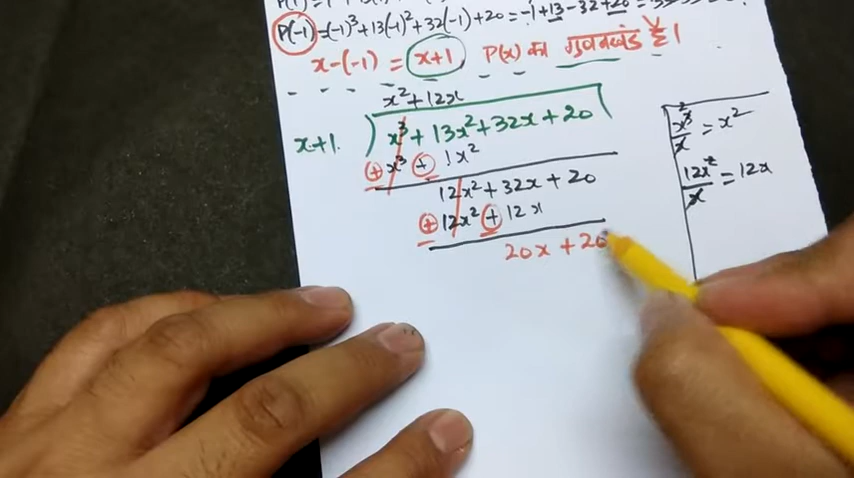 P(-1) = (-1)³ + 13(-1)² + 32(-1) + 20 = -1 + 13 - 32 + 20 =
x-(-1) = x+1 P(x) का गुणनखंड है।
x² + 12x
x+1 ) x³ + 13x² + 32x + 20
x³ + 1x²
12x² + 32x + 20
12x² + 12x
20x + 20
x³/x = x²
12x²/x = 12x